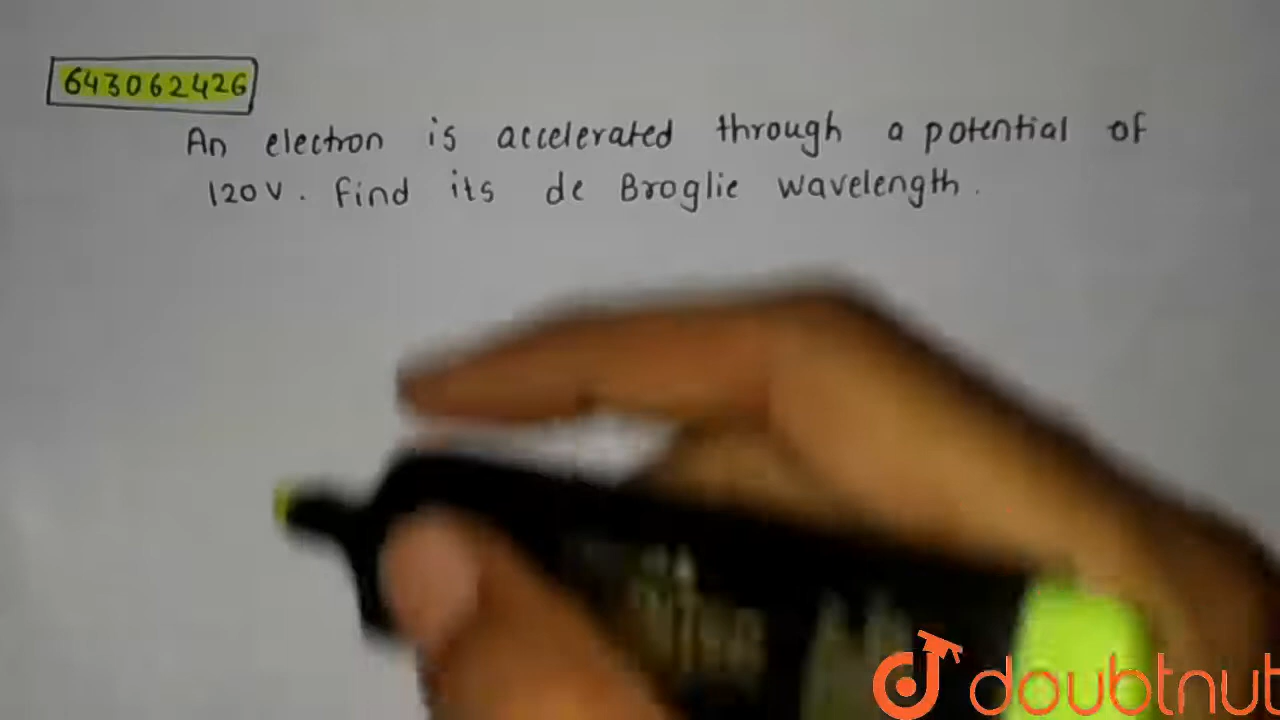 643062426
An electron is accelerated through a potential of
120V. Find its de Broglie wavelength.
doubtnut